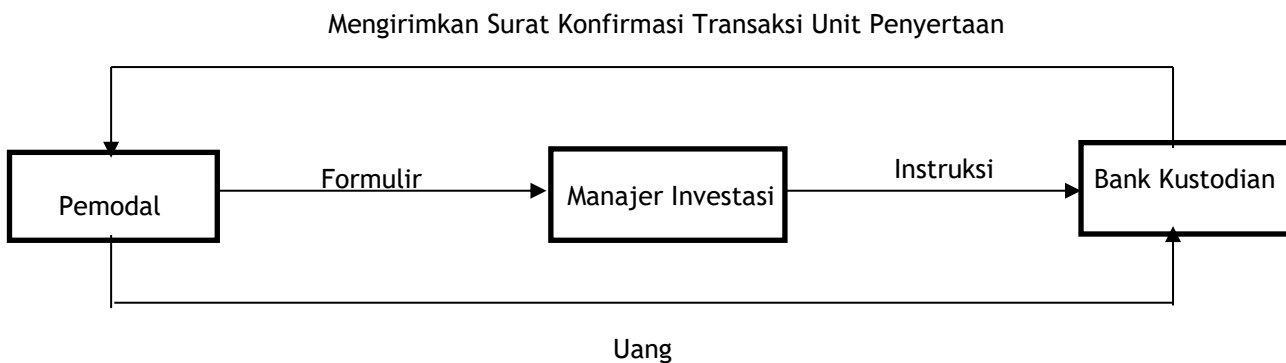 Mengirimkan Surat Konfirmasi Transaksi Unit Penyertaan
Pemodal
Formulir
Manajer Investasi
Instruksi
Bank Kustodian
Uang